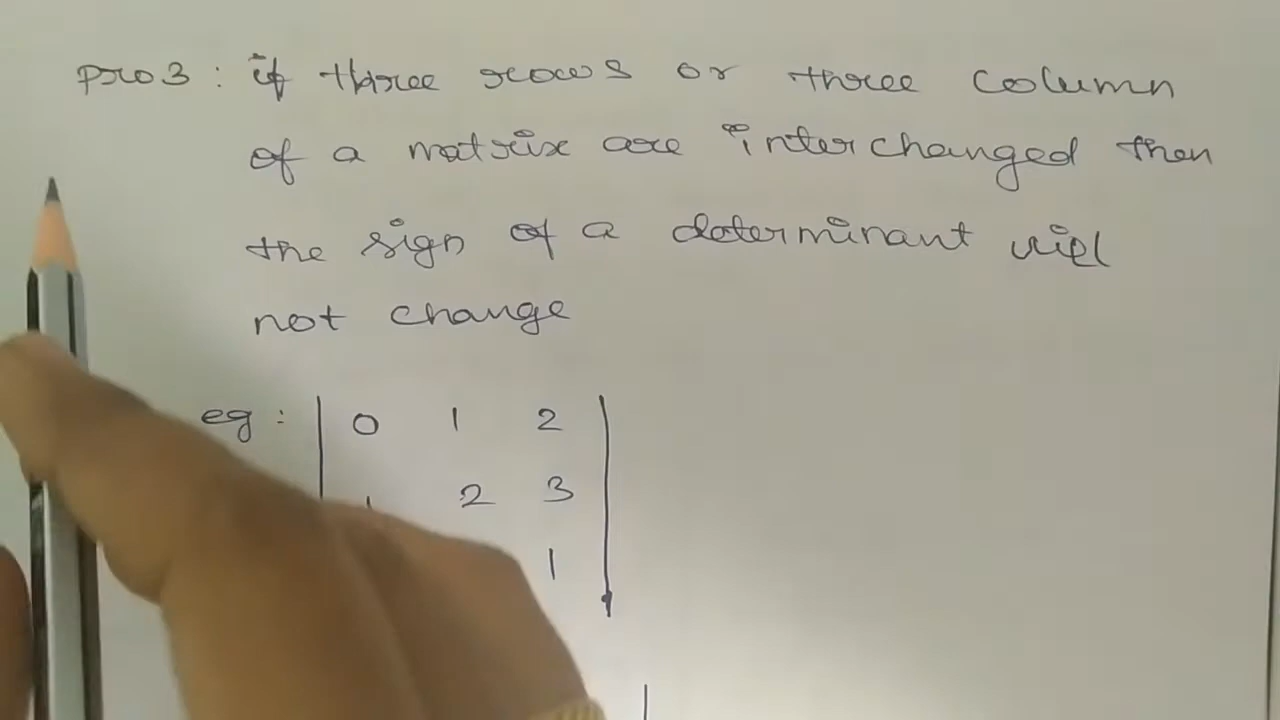 pro 3 : if three rows or three column
of a matrix are interchanged then
the sign of a determinant will
not change
eg : 0 1 2
1 2 3
1